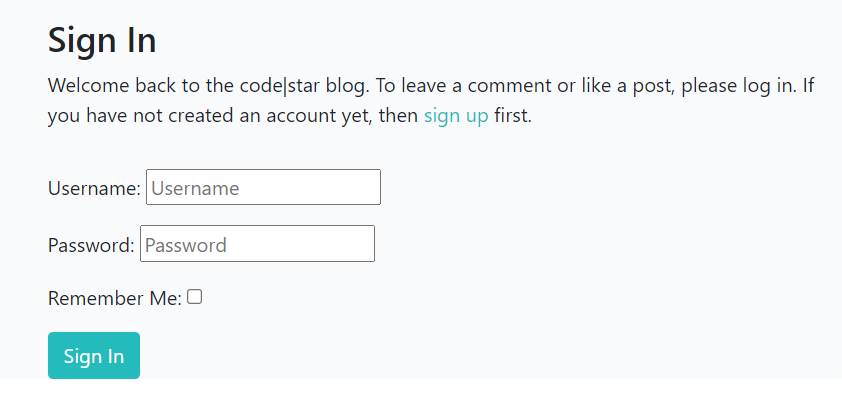 Sign In
Welcome back to the code|star blog. To leave a comment or like a post, please log in. If
you have not created an account yet, then sign up first.
Username: Username
Password: Password
Remember Me:
Sign In